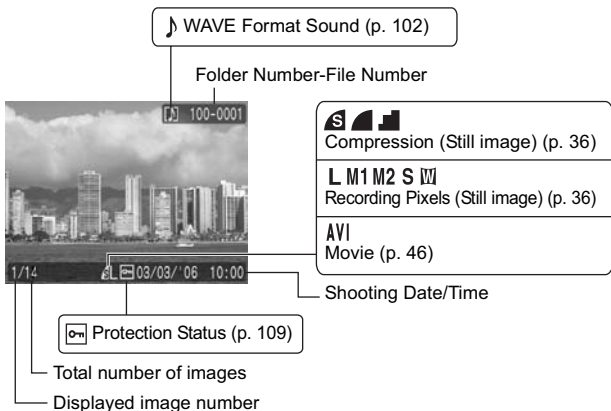 WAVE Format Sound (p. 102)
Folder Number-File Number
100-0001
S
Compression (Still image) (p. 36)
L M1 M2 S W
Recording Pixels (Still image) (p. 36)
AVI
Movie (p. 46)
1/14 S L 03/03/'06 10:00
Shooting Date/Time
Protection Status (p. 109)
Total number of images
Displayed image number